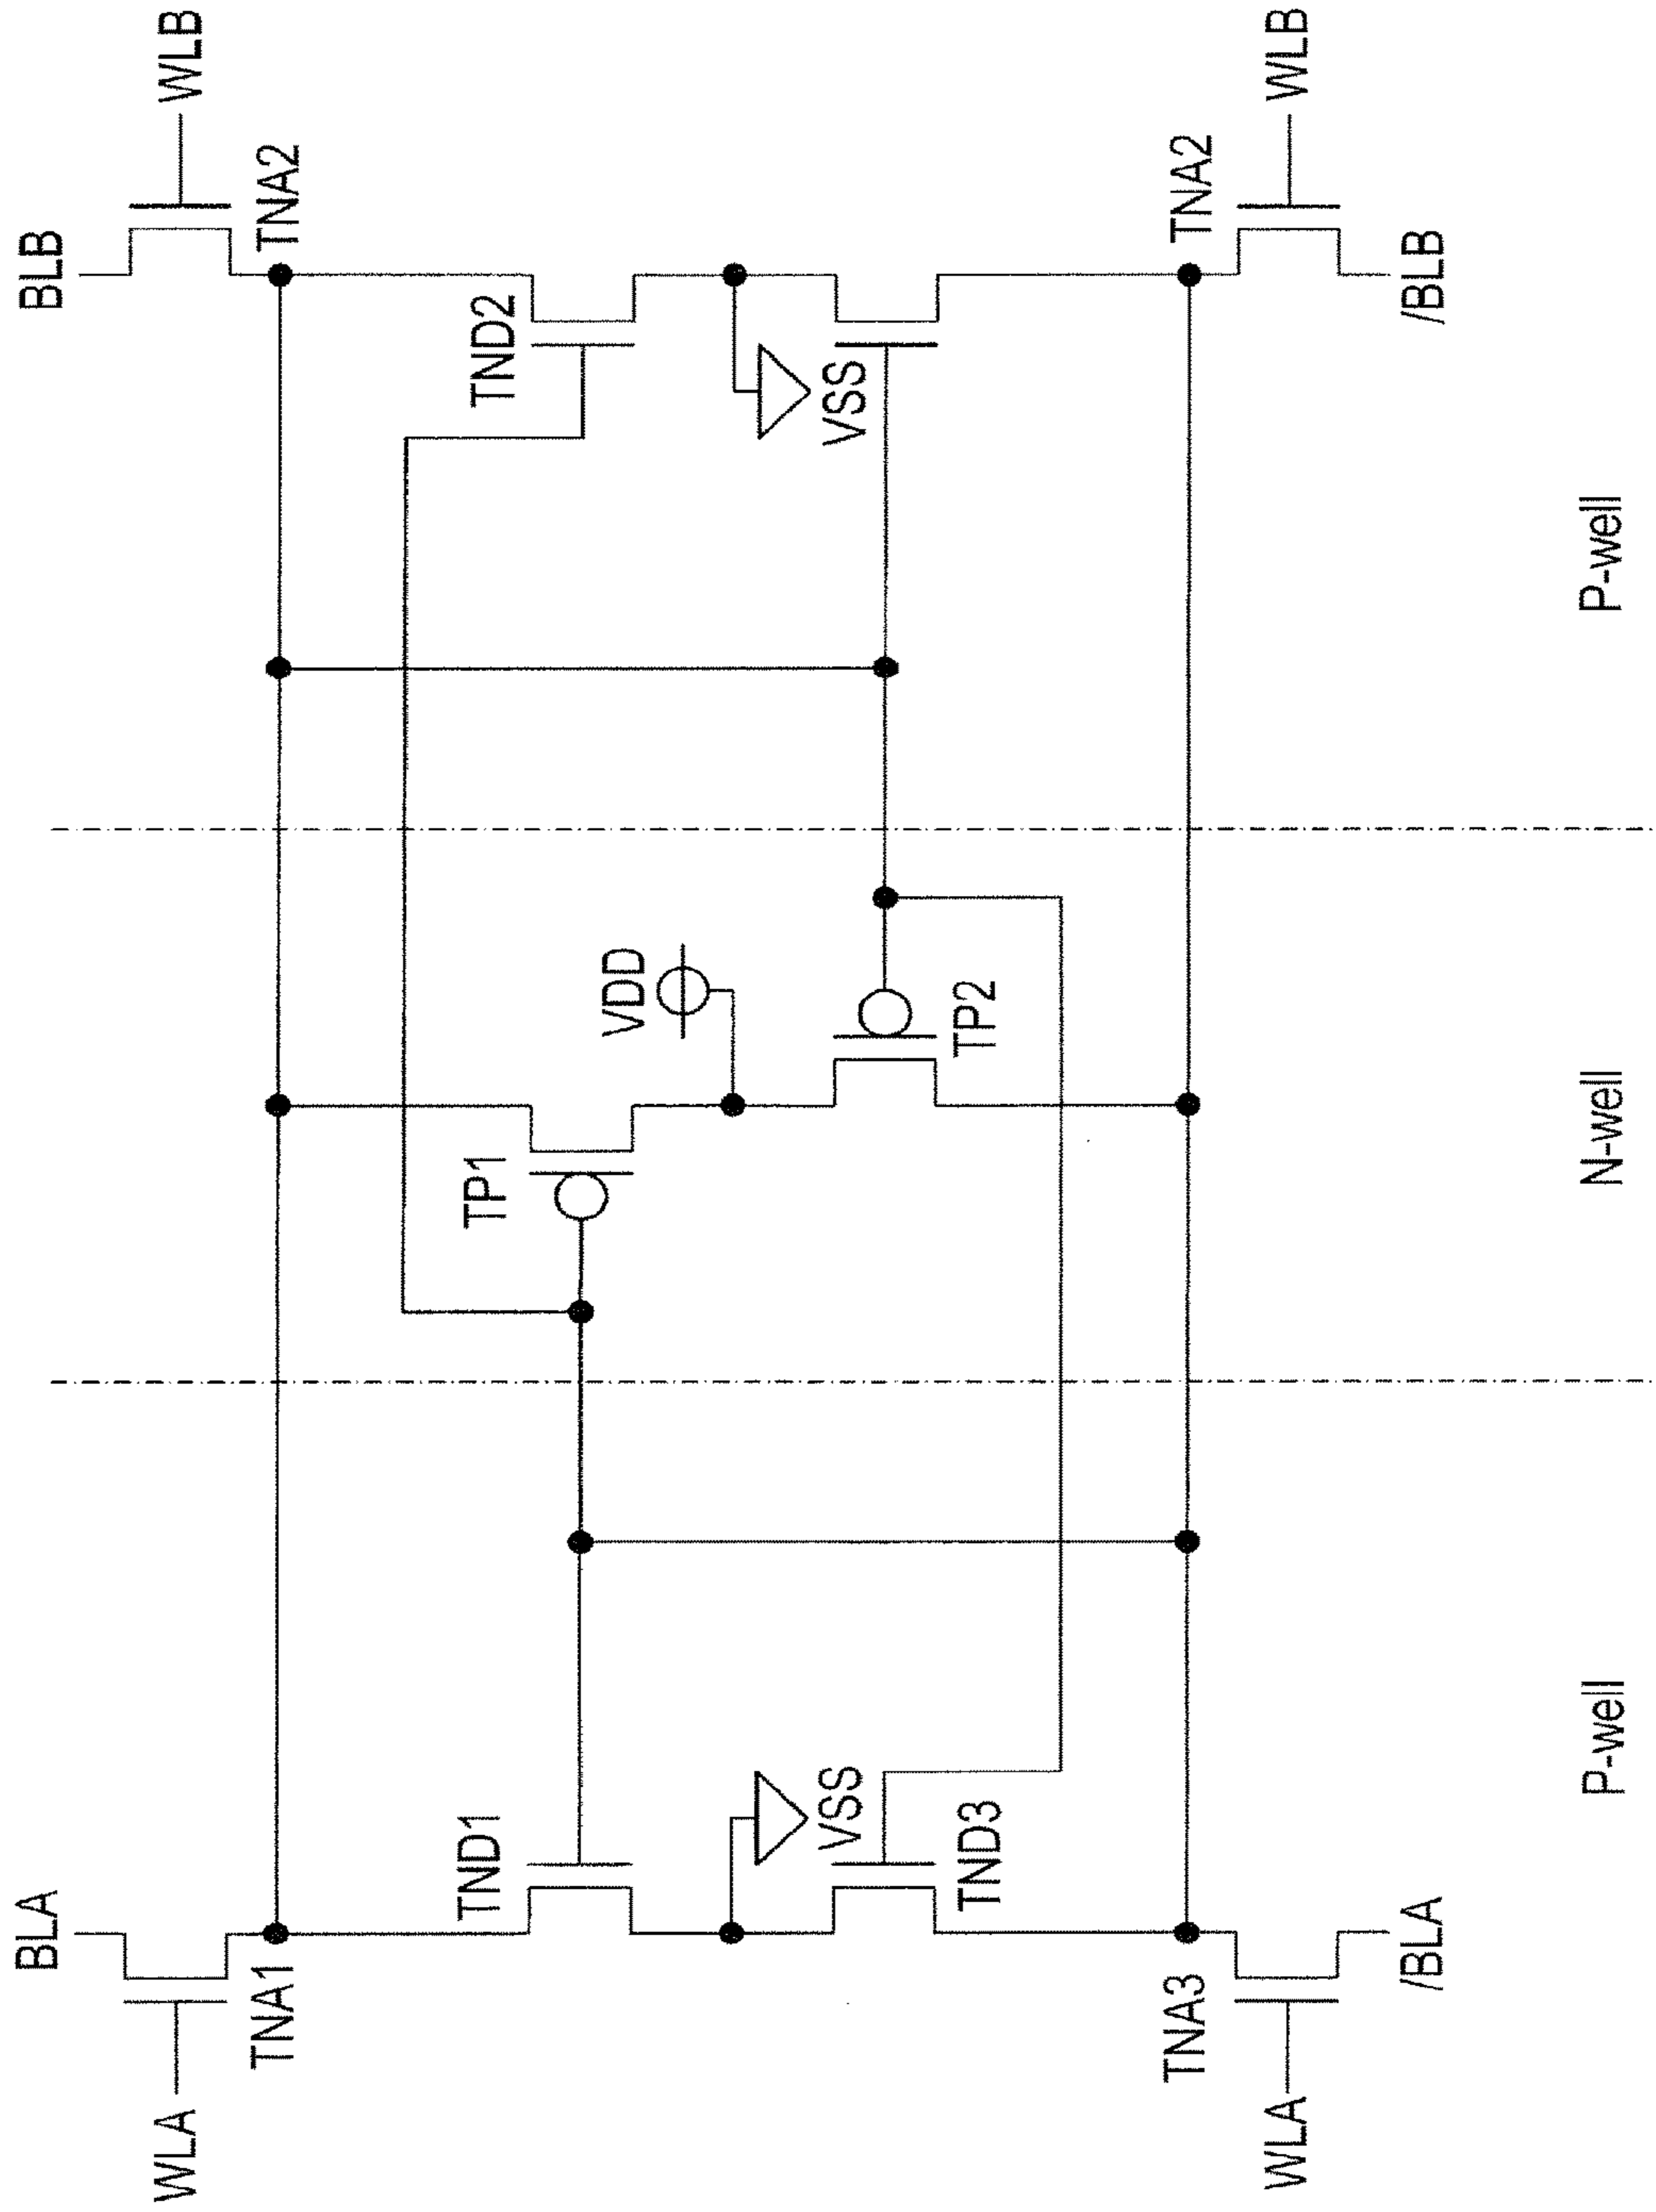 BLA
BLB
WLA
WLB
TNA1
TNA2
TND1
TP1
TND2
VDD
VSS
VSS
TND3
TP2
TNA3
TNA2
WLA
WLB
/BLA
/BLB
P-well
N-well
P-well